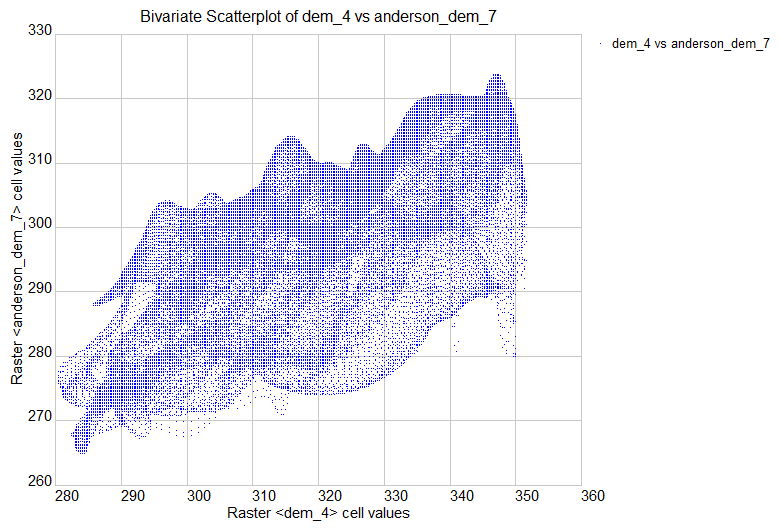 Bivariate Scatterplot of dem_4 vs anderson_dem_7
dem_4 vs anderson_dem_7
330
320
310
300
290
280
270
260
Raster <anderson_dem_7> cell values
280 290 300 310 320 330 340 350 360
Raster <dem_4> cell values